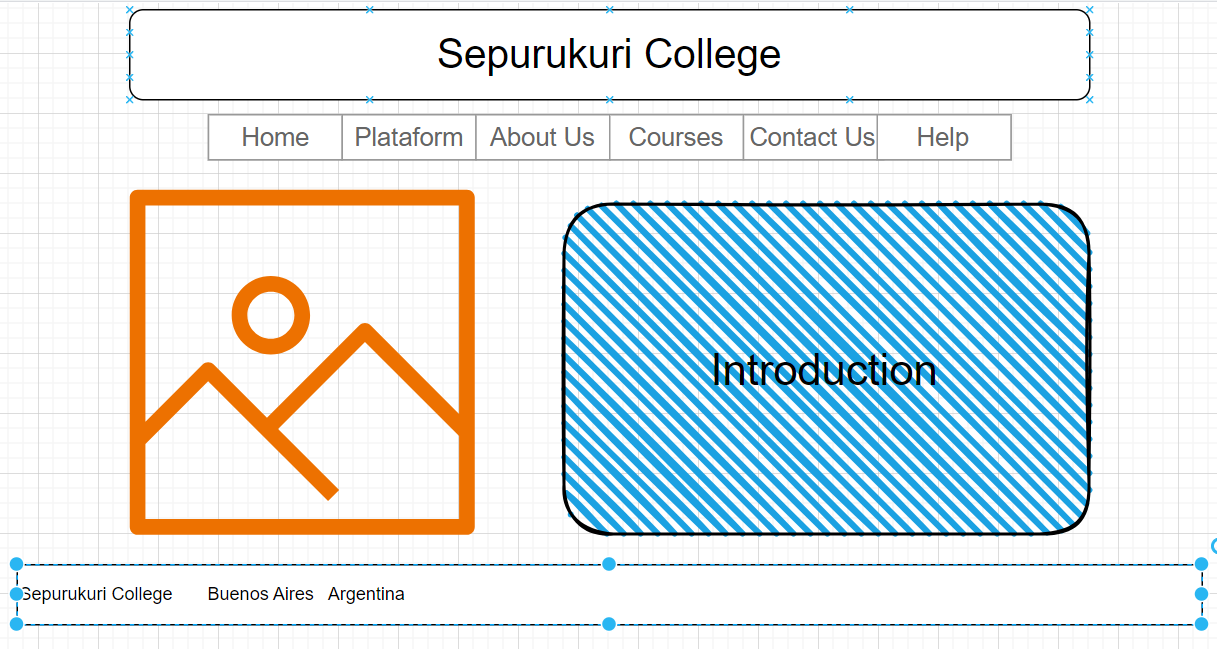 Sepurukuri College
Home Plataform About Us Courses Contact Us Help
Introduction
Sepurukuri College Buenos Aires Argentina